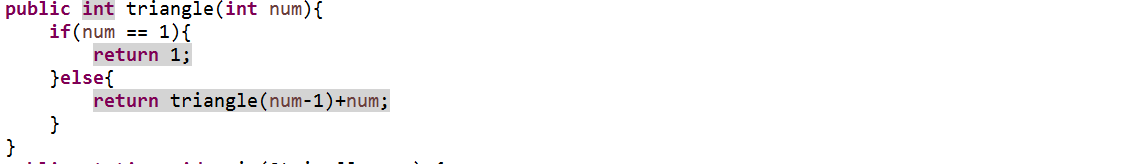 public int triangle(int num){
    if(num == 1){
        return 1;
    }else{
        return triangle(num-1)+num;
    }
}